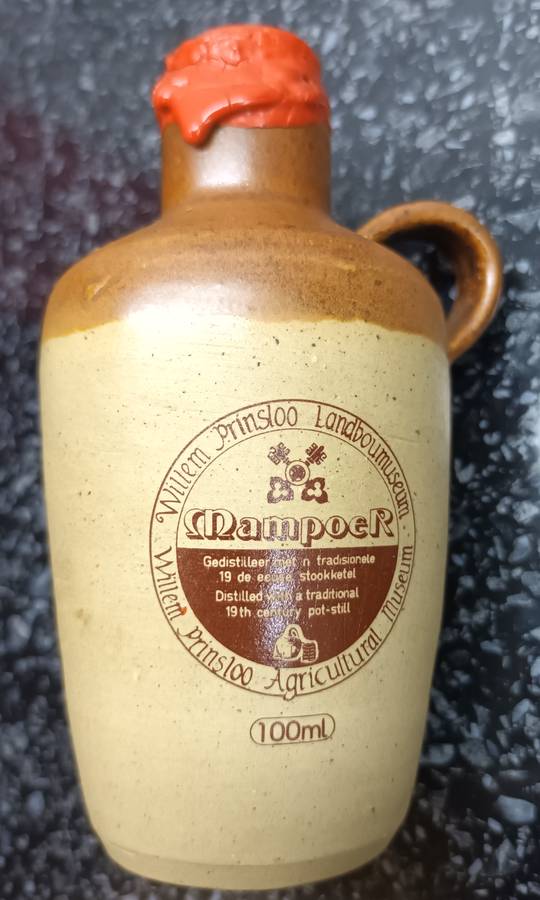 Willem Prinsloo Landboumuseum
Mampoer
Gedistilleer met 'n tradisionele
19 de eeuse stookketel
Distilled with a traditional
19th century pot-still
Willem Prinsloo Agricultural Museum
100ml